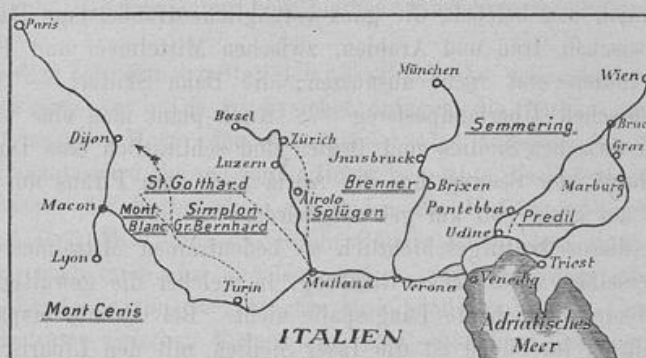 Paris
München
Wien
Basel
Semmering
Bruck
Dijon
Zürich
Graz
Luzern
Innsbruck
St. Gotthard
Brenner
Brixen
Marburg
Airolo
Macon
Mont
Blanc
Simplon
Gr. Bernhard
Splügen
Pontebba
Predil
Udine
Lyon
Triest
Turin
Mailand
Verona
Venedig
Mont Cenis
ITALIEN
Adriatisches
Meer